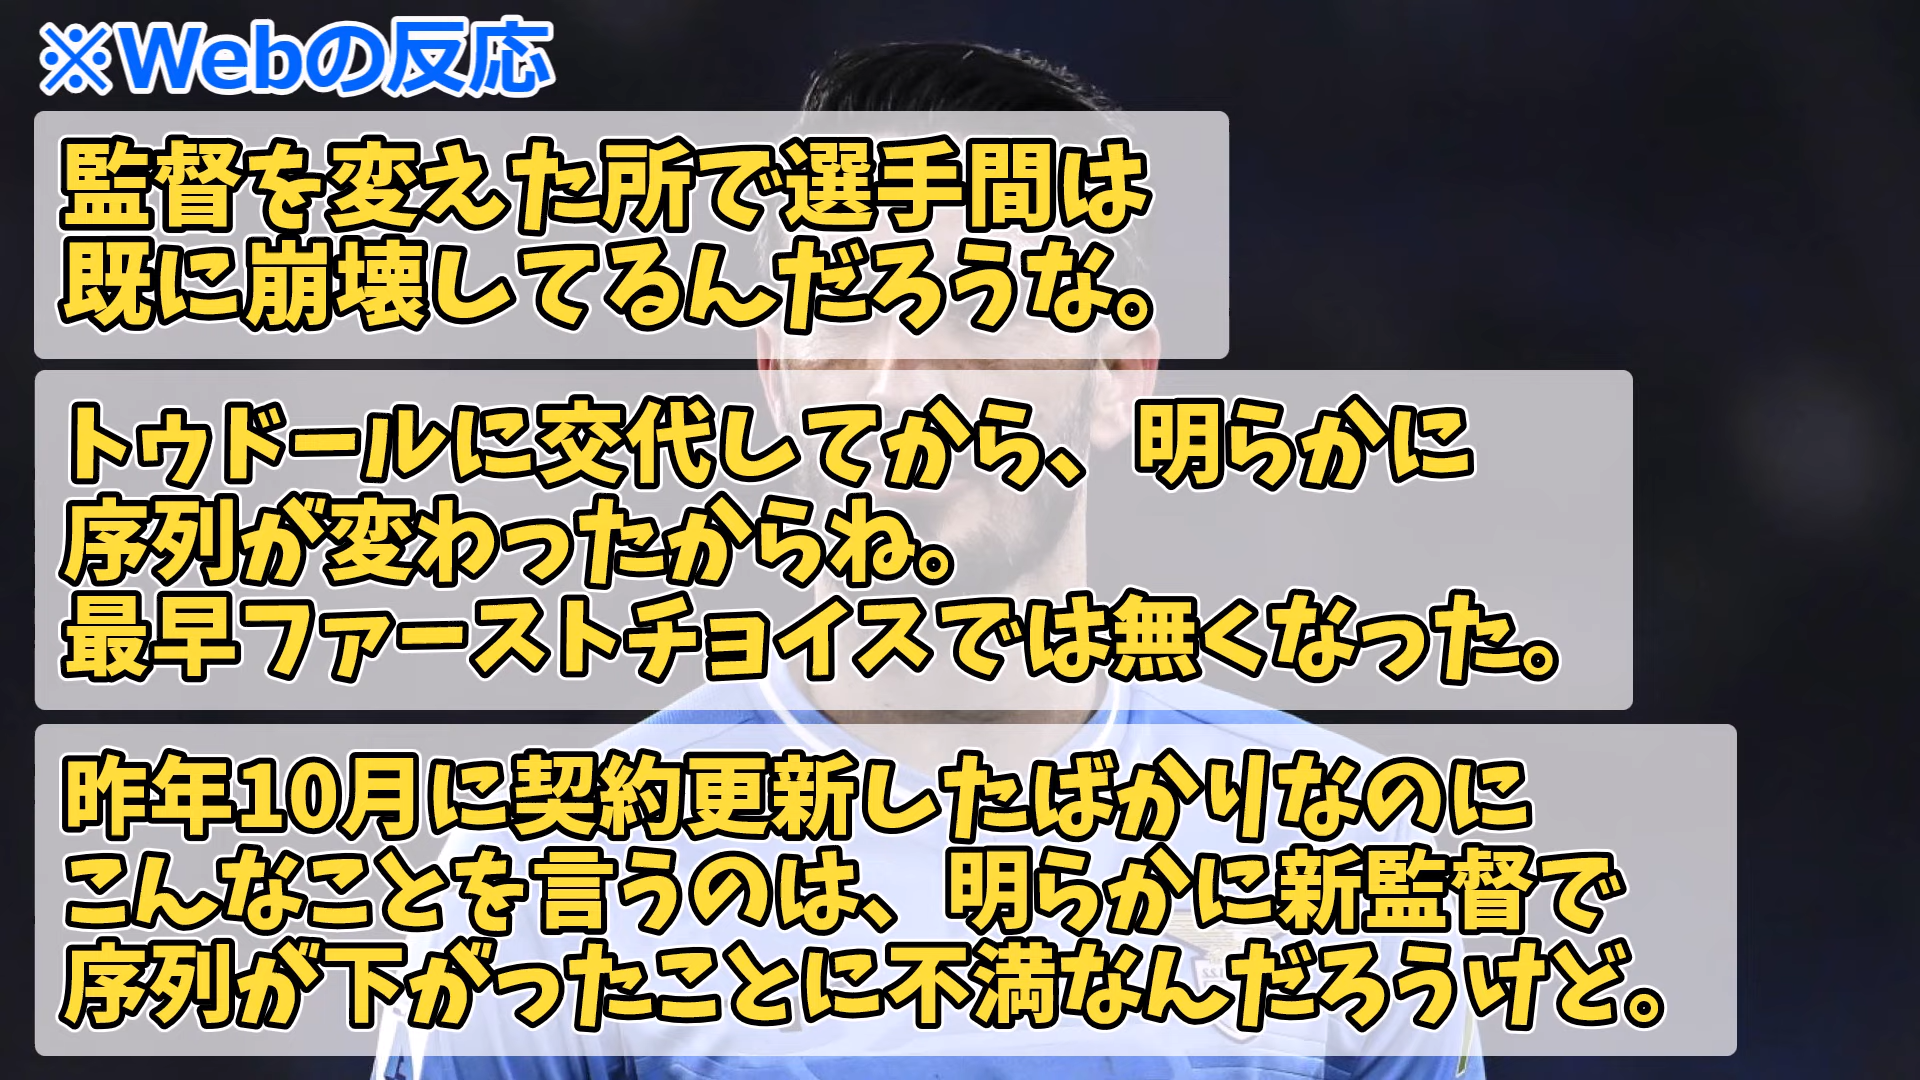 ※Webの反応
監督を変えた所で選手間は
既に崩壊してるんだろうな。
トゥドールに交代してから、明らかに
序列が変わったからね。
最早ファーストチョイスでは無くなった。
昨年10月に契約更新したばかりなのに
こんなことを言うのは、明らかに新監督で
序列が下がったことに不満なんだろうけど。